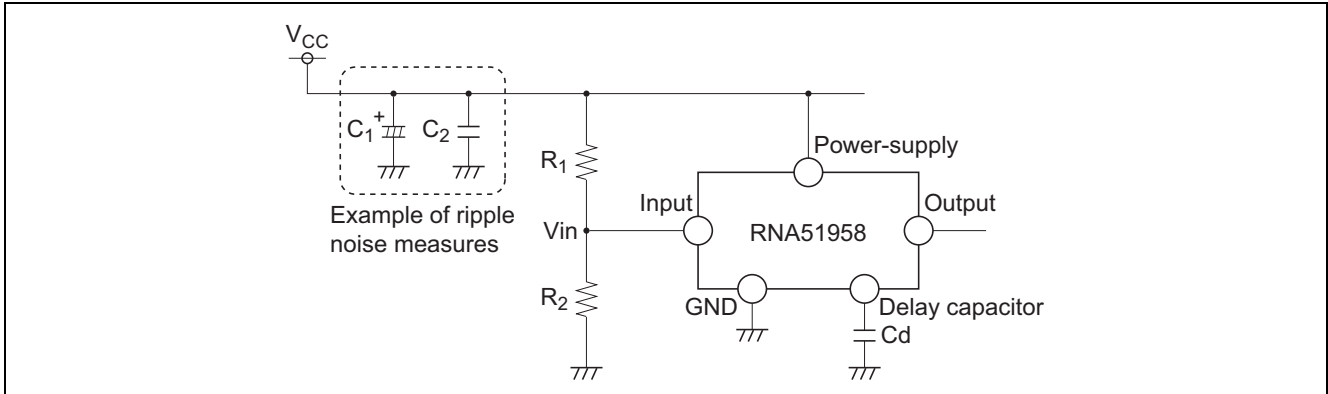 VCC
C1
+
C2
R1
Power-supply
Input
Output
Example of ripple
noise measures
Vin
RNA51958
R2
GND
Delay capacitor
Cd